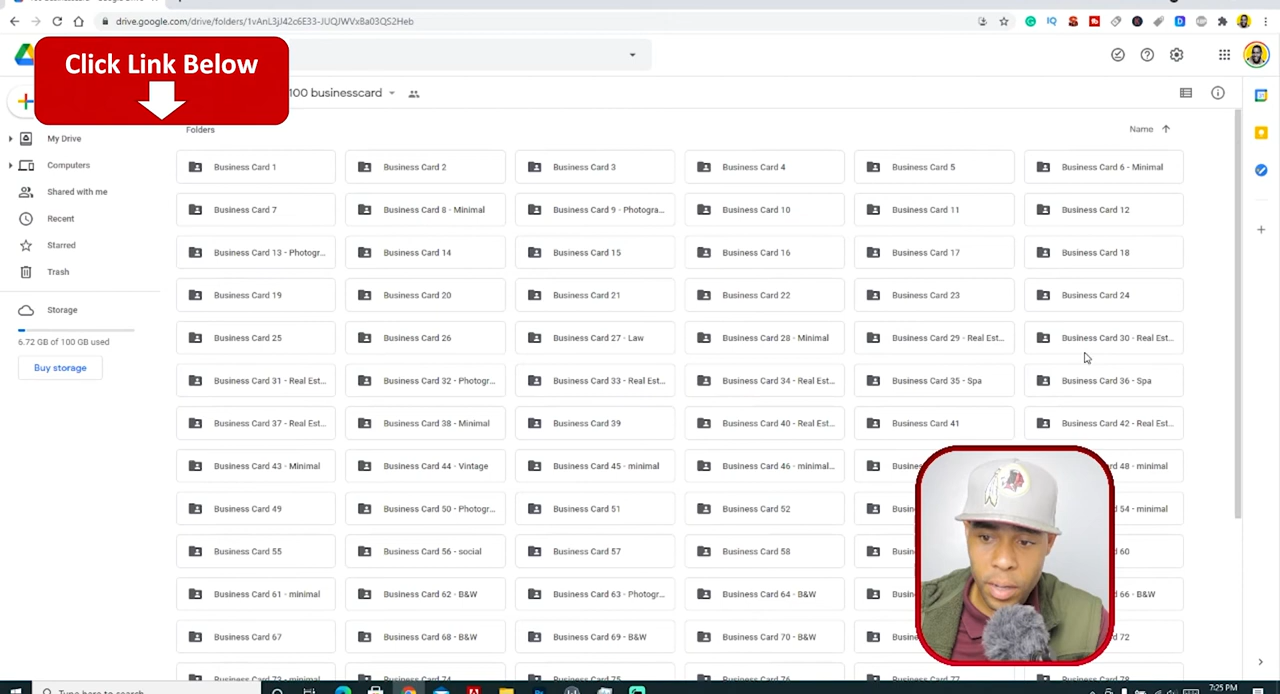 drive.google.com/drive/folders/1vAnL3jJ42c6E33-JUQJWVxBa03QS2Heb
Click Link Below
100 businesscard
Folders
Name
My Drive
Computers
Shared with me
Recent
Starred
Trash
Storage
6.72 GB of 100 GB used
Buy storage
Business Card 1 Business Card 2 Business Card 3 Business Card 4 Business Card 5 Business Card 6 - Minimal
Business Card 7 Business Card 8 - Minimal Business Card 9 - Photogra... Business Card 10 Business Card 11 Business Card 12
Business Card 13 - Photogr... Business Card 14 Business Card 15 Business Card 16 Business Card 17 Business Card 18
Business Card 19 Business Card 20 Business Card 21 Business Card 22 Business Card 23 Business Card 24
Business Card 25 Business Card 26 Business Card 27 - Law Business Card 28 - Minimal Business Card 29 - Real Est... Business Card 30 - Real Est...
Business Card 31 - Real Est... Business Card 32 - Photogr... Business Card 33 - Real Est... Business Card 34 - Real Est... Business Card 35 - Spa Business Card 36 - Spa
Business Card 37 - Real Est... Business Card 38 - Minimal Business Card 39 Business Card 40 - Real Est... Business Card 41 Business Card 42 - Real Est...
Business Card 43 - Minimal Business Card 44 - Vintage Business Card 45 - minimal Business Card 46 - minimal... 48 - minimal
Business Card 49 Business Card 50 - Photogr... Business Card 51 Business Card 52 54 - minimal
Business Card 55 Business Card 56 - social Business Card 57 Business Card 58 60
Business Card 61 - minimal Business Card 62 - B&W Business Card 63 - Photogr... Business Card 64 - B&W 66 - B&W
Business Card 67 Business Card 68 - B&W Business Card 69 - B&W Business Card 70 - B&W 72
7:25 PM